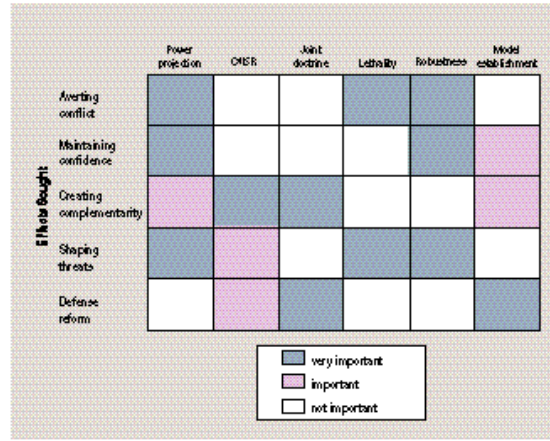 Power projection
C4ISR
Joint doctrine
Lethality
Robustness
Model establishment
Effects Sought
Averting
conflict
Maintaining
confidence
Creating
complementarity
Shaping
threats
Defense
reform
very important
important
not important